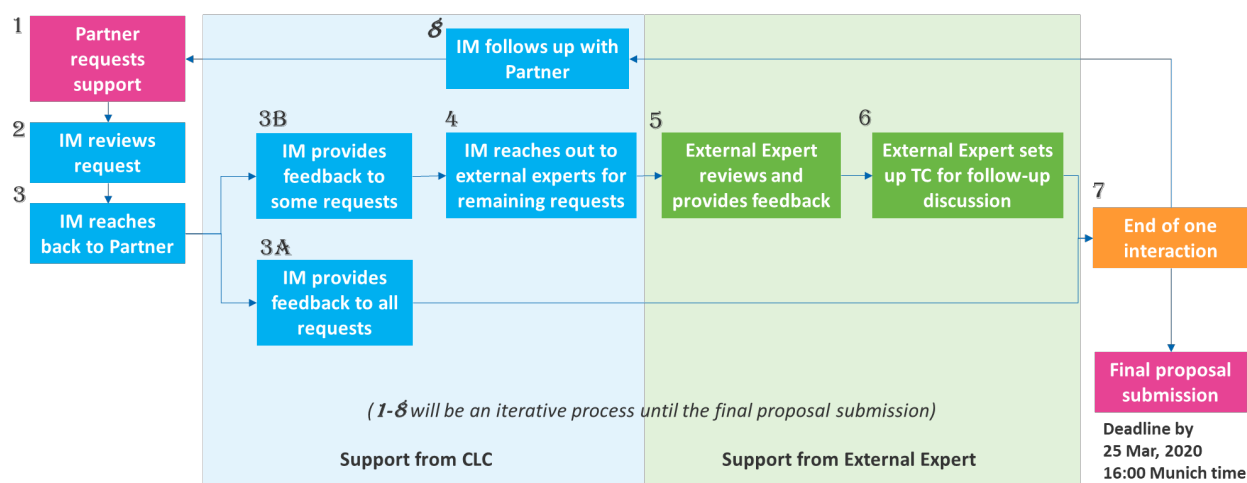 1
Partner
requests
support
8
IM follows up with
Partner
2
IM reviews
request
3
IM reaches
back to Partner
3B
IM provides
feedback to
some requests
4
IM reaches out to
external experts for
remaining requests
5
External Expert
reviews and
provides feedback
6
External Expert sets
up TC for follow-up
discussion
7
End of one
interaction
3A
IM provides
feedback to all
requests
Final proposal
submission
Deadline by
25 Mar, 2020
16:00 Munich time
(1-8 will be an iterative process until the final proposal submission)
Support from CLC
Support from External Expert